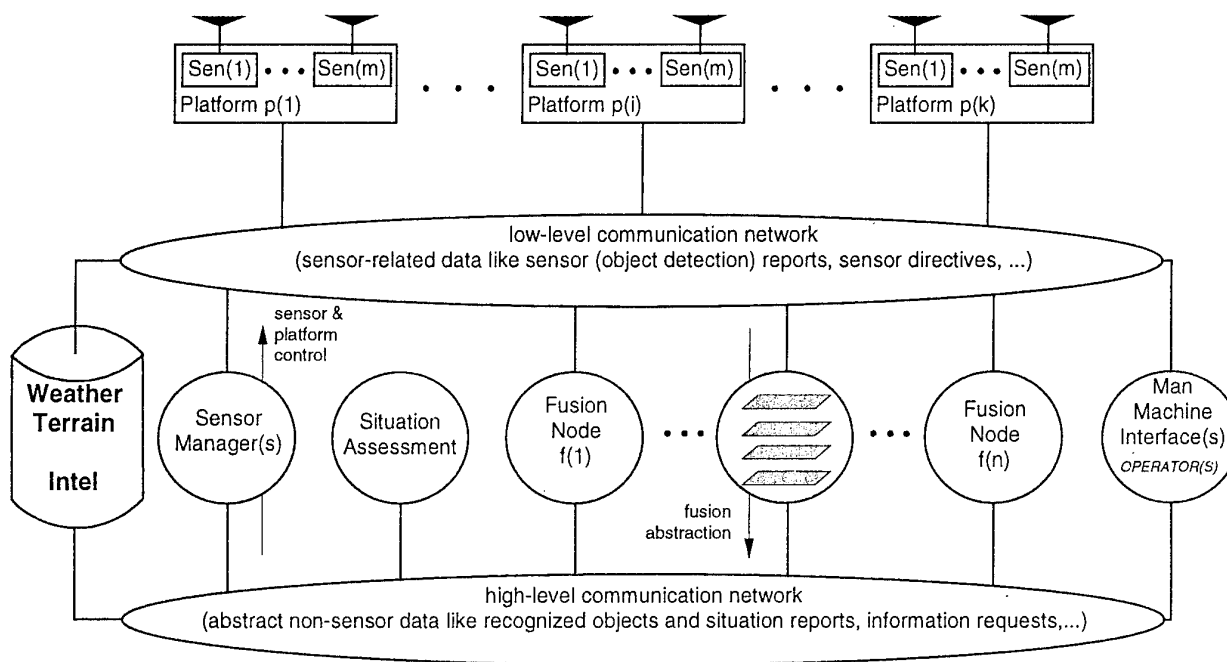 Sen(1) • • • Sen(m)
Platform p(1)
• • • •
Sen(1) • • • Sen(m)
Platform p(i)
• • • •
Sen(1) • • • Sen(m)
Platform p(k)
low-level communication network
(sensor-related data like sensor (object detection) reports, sensor directives, ...)
sensor &
platform
control
Weather
Terrain
Intel
Sensor
Manager(s)
Situation
Assessment
Fusion
Node
f(1)
• • •
• • •
Fusion
Node
f(n)
Man
Machine
Interface(s)
OPERATOR(S)
fusion
abstraction
high-level communication network
(abstract non-sensor data like recognized objects and situation reports, information requests,...)